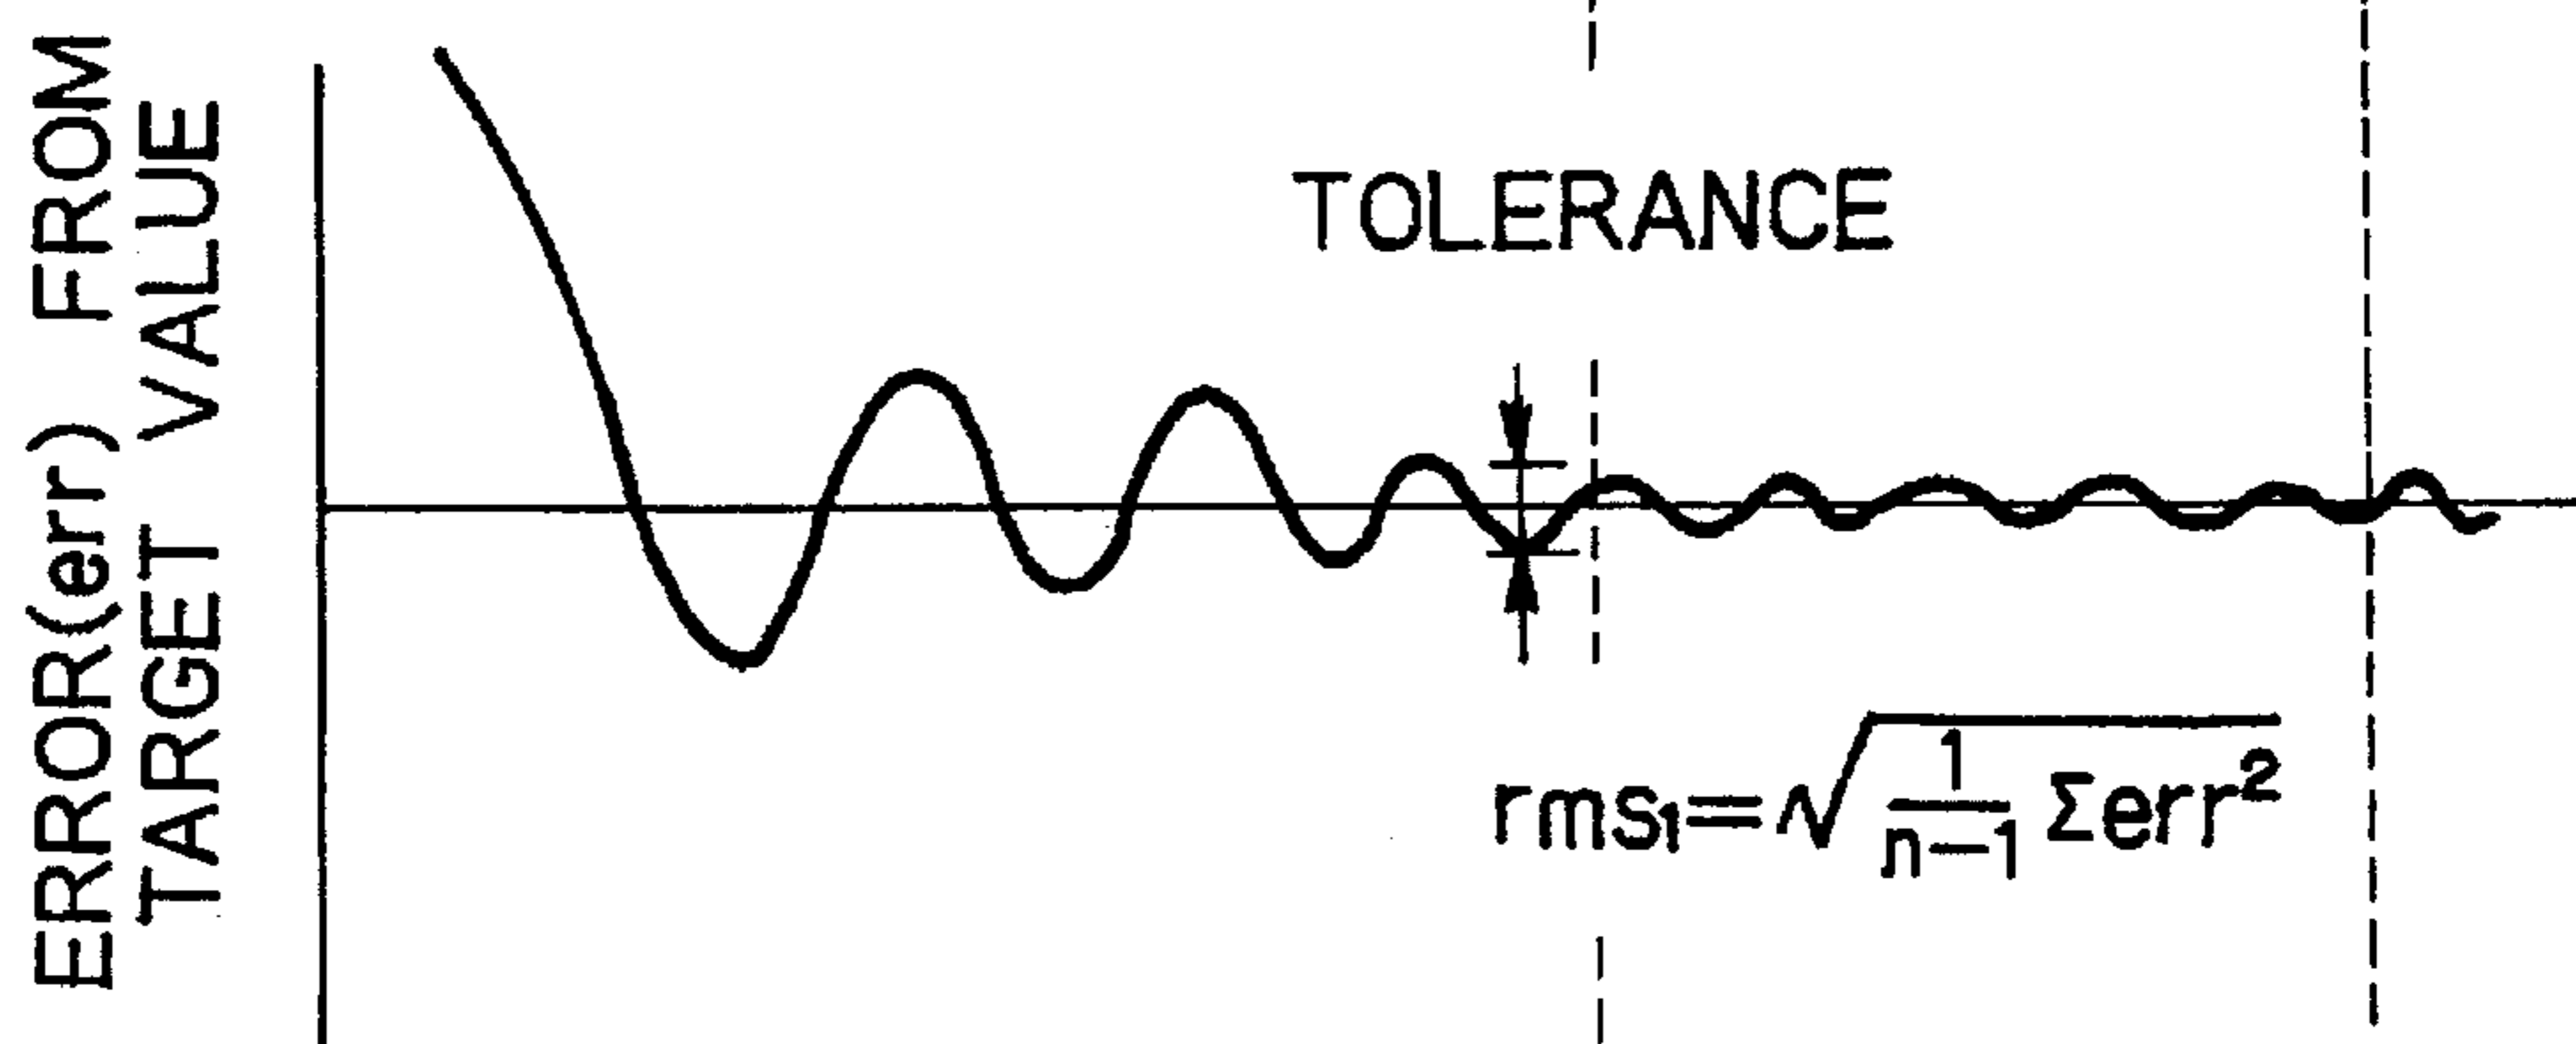 ERROR(err) FROM
TARGET VALUE
TOLERANCE
rms₁=√(1/(n-1) Σerr²)